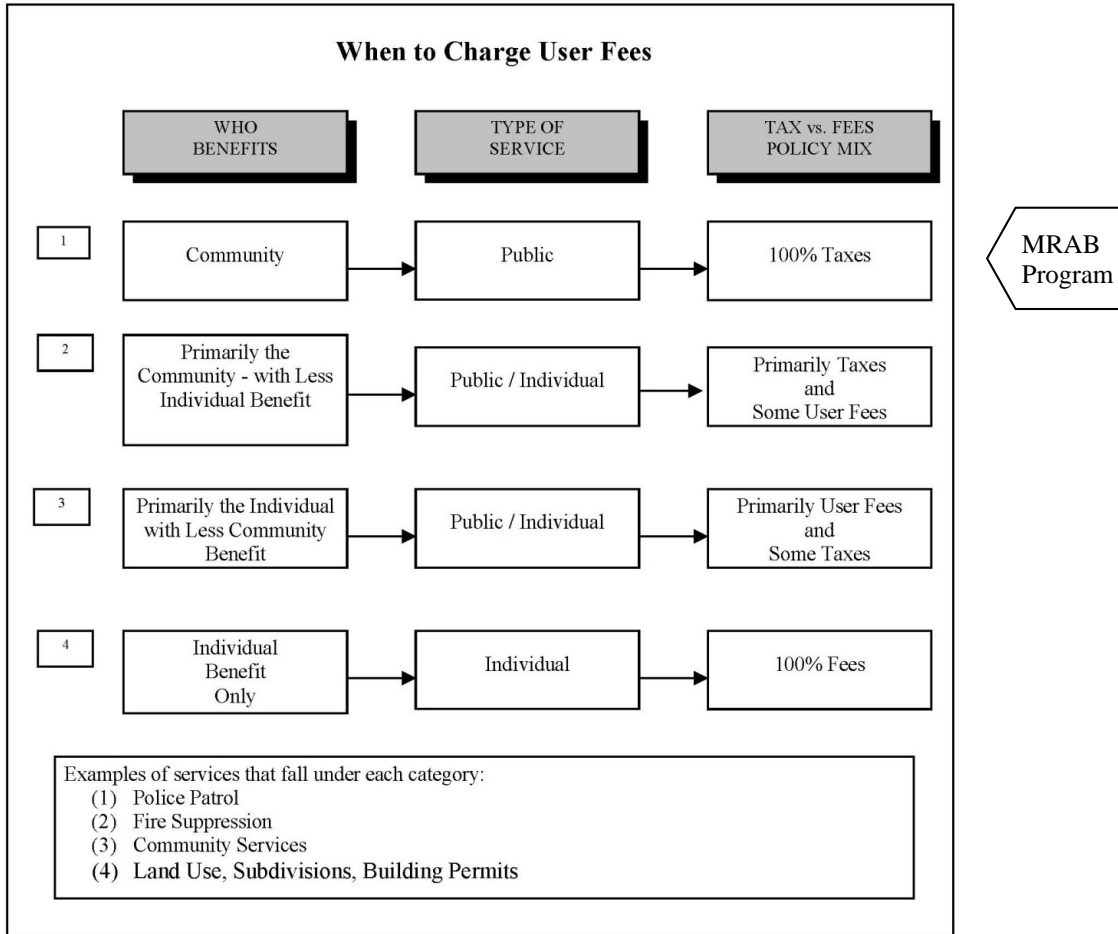 When to Charge User Fees
WHO
BENEFITS
TYPE OF
SERVICE
TAX vs. FEES
POLICY MIX
1
Community
Public
100% Taxes
MRAB
Program
2
Primarily the
Community - with Less
Individual Benefit
Public / Individual
Primarily Taxes
and
Some User Fees
3
Primarily the Individual
with Less Community
Benefit
Public / Individual
Primarily User Fees
and
Some Taxes
4
Individual
Benefit
Only
Individual
100% Fees
Examples of services that fall under each category:
(1) Police Patrol
(2) Fire Suppression
(3) Community Services
(4) Land Use, Subdivisions, Building Permits